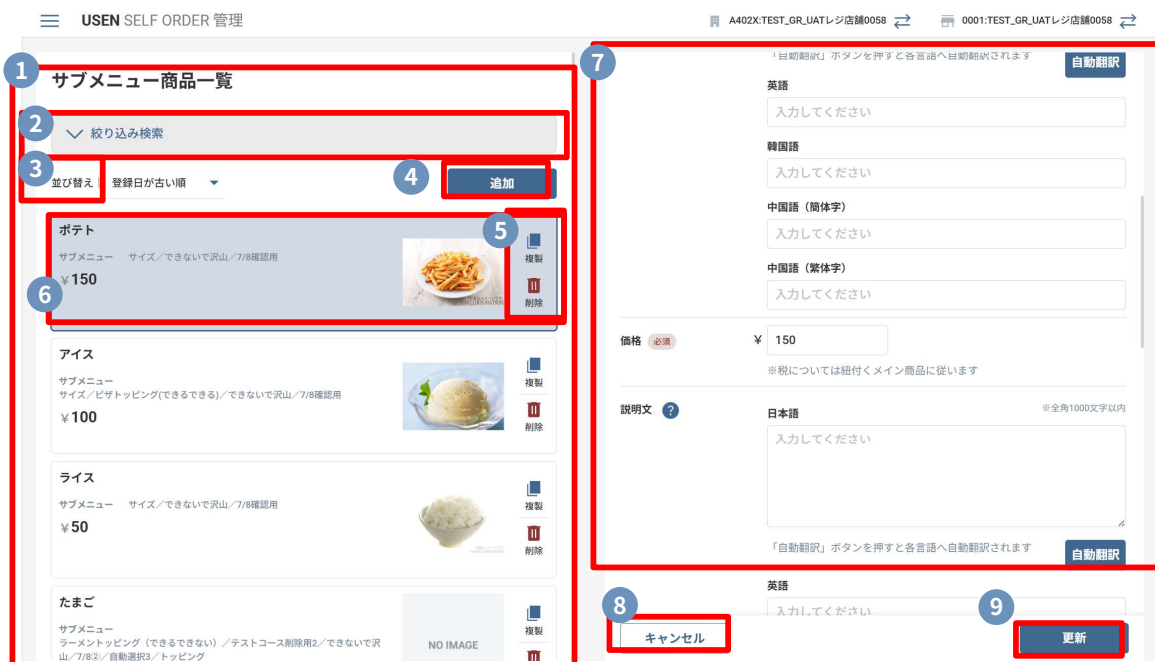 USEN SELF ORDER 管理
A402X:TEST_GR_UATレジ店舗0058
0001:TEST_GR_UATレジ店舗0058
1
サブメニュー商品一覧
2
絞り込み検索
3
並び替え
登録日が古い順
4
追加
5
6
ポテト
サブメニュー サイズ／できないで沢山／7/8確認用
¥150
複製
削除
アイス
サブメニュー
サイズ／ピザトッピング(できるできる)／できないで沢山／7/8確認用
¥100
複製
削除
ライス
サブメニュー サイズ／できないで沢山／7/8確認用
¥50
複製
削除
たまご
サブメニュー
ラーメントッピング（できるできない）／テストコース削除用2／できないで沢
山／7/8②／自動選択3／トッピング
NO IMAGE
複製
7
「自動翻訳」ボタンを押すと各言語へ自動翻訳されます
自動翻訳
英語
入力してください
韓国語
入力してください
中国語（簡体字）
入力してください
中国語（繁体字）
入力してください
価格 必須
¥ 150
※税については紐付くメイン商品に従います
説明文 ?
日本語
※全角1000文字以内
入力してください
「自動翻訳」ボタンを押すと各言語へ自動翻訳されます
自動翻訳
英語
入力してください
8
キャンセル
9
更新